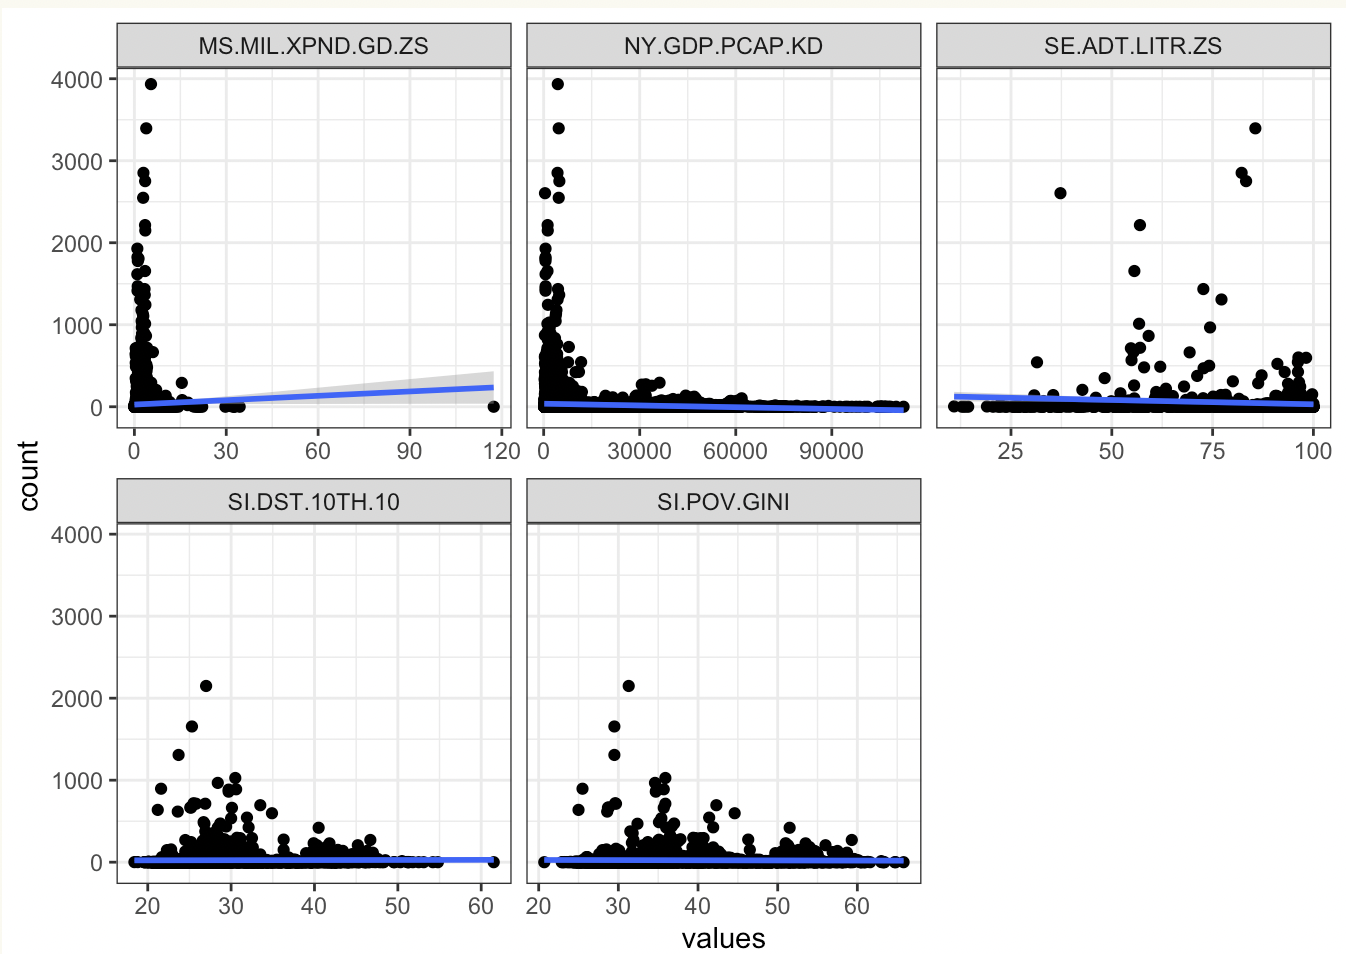 MS.MIL.XPND.GD.ZS
NY.GDP.PCAP.KD
SE.ADT.LITR.ZS
4000
3000
2000
1000
0
0 30 60 90 120
0 30000 60000 90000
25 50 75 100
count
SI.DST.10TH.10
SI.POV.GINI
4000
3000
2000
1000
0
20 30 40 50 60
20 30 40 50 60
values